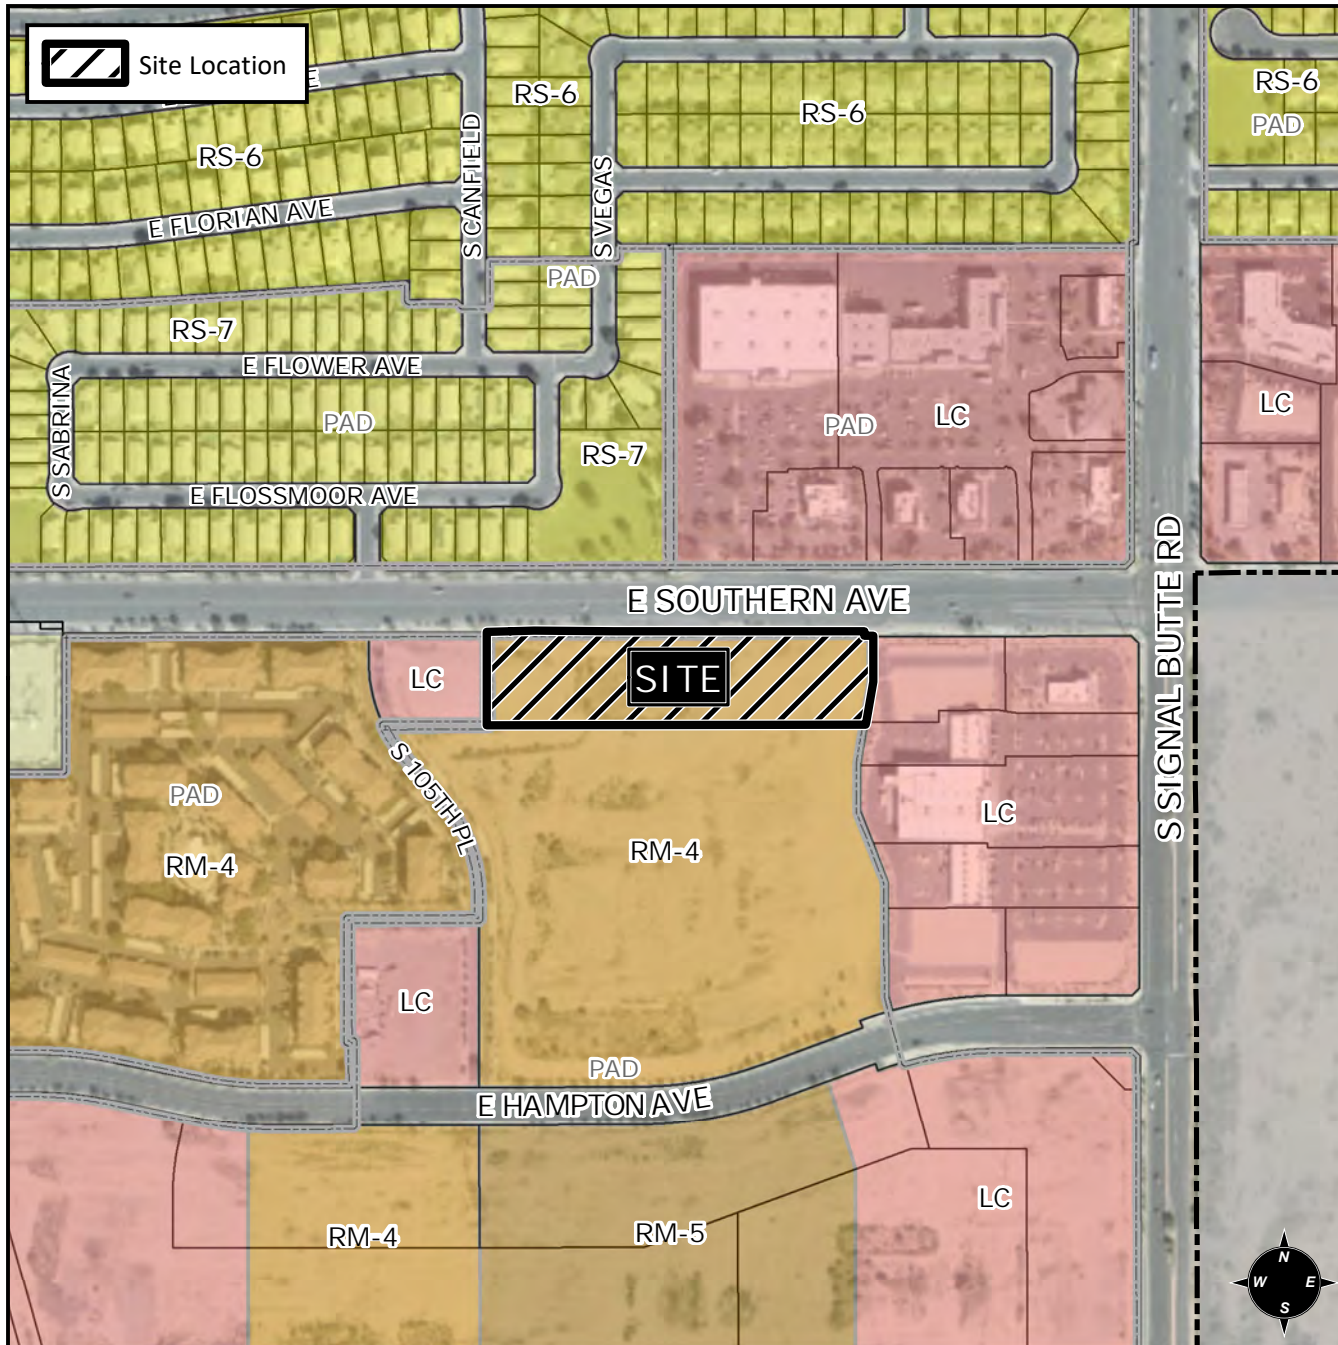 Site Location
E
RS-6
RS-6
RS-6
PAD
RS-6
S CANFIELD
S VEGAS
E FLORIAN AVE
PAD
RS-7
E FLOWER AVE
S SABRINA
PAD
RS-7
PAD
LC
LC
E FLOSSMOOR AVE
E SOUTHERN AVE
S SIGNAL BUTTE RD
LC
SITE
S 105TH PL
PAD
RM-4
RM-4
LC
LC
PAD
E HAMPTON AVE
RM-4
RM-5
LC
N
W E
S